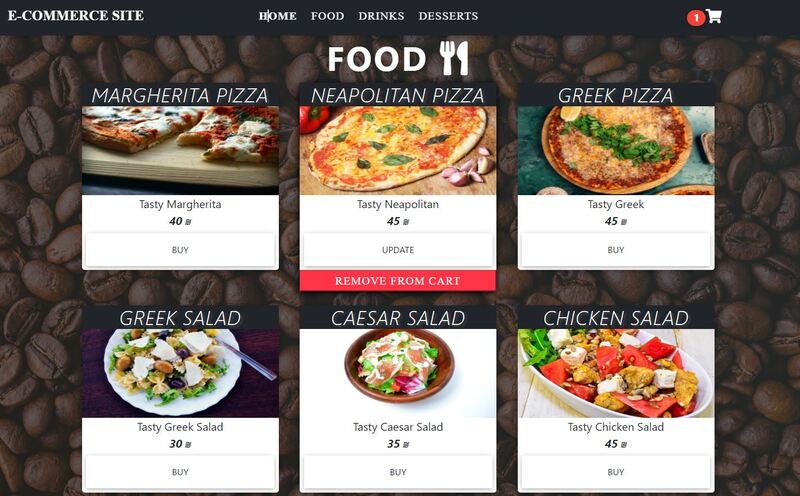 E-COMMERCE SITE
HOME FOOD DRINKS DESSERTS
1
FOOD
MARGHERITA PIZZA
Tasty Margherita
40 ₪
BUY
NEAPOLITAN PIZZA
Tasty Neapolitan
45 ₪
UPDATE
REMOVE FROM CART
GREEK PIZZA
Tasty Greek
45 ₪
BUY
GREEK SALAD
Tasty Greek Salad
30 ₪
BUY
CAESAR SALAD
Tasty Caesar Salad
35 ₪
BUY
CHICKEN SALAD
Tasty Chicken Salad
45 ₪
BUY